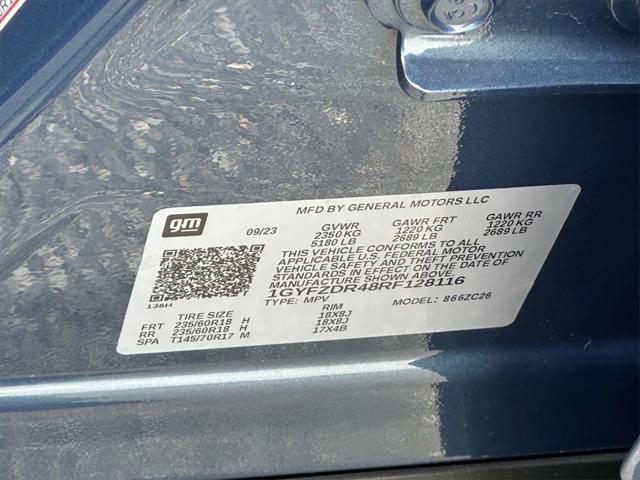 MFD BY GENERAL MOTORS LLC
gm
09/23
GVWR GAWR FRT GAWR RR
2350 KG 1220 KG 1220 KG
5180 LB 2689 LB 2689 LB
THIS VEHICLE CONFORMS TO ALL
APPLICABLE U.S. FEDERAL MOTOR
VEHICLE SAFETY AND THEFT PREVENTION
STANDARDS IN EFFECT ON THE DATE OF
MANUFACTURE SHOWN ABOVE.
1GYFZDR48RF128116
TYPE: MPV MODEL: 866ZC26
136H
TIRE SIZE RIM
FRT 235/60R18 H 18X8J
RR 235/60R18 H 18X8J
SPA T145/70R17 M 17X4B